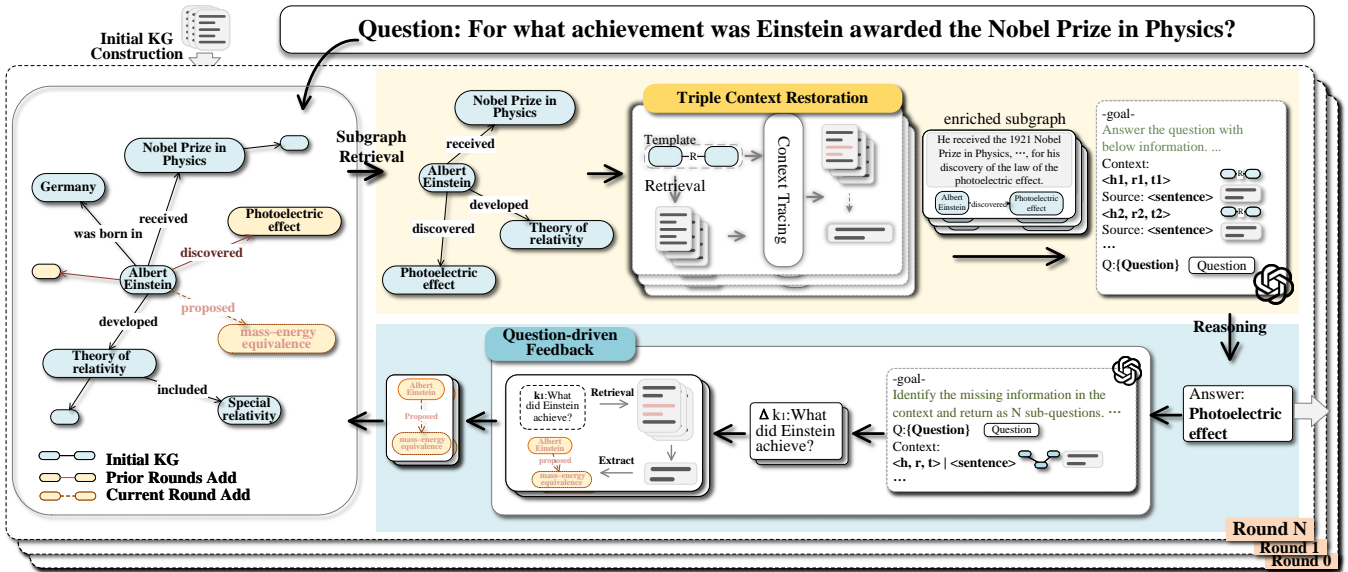 Question: For what achievement was Einstein awarded the Nobel Prize in Physics?
Initial KG
Construction
Nobel Prize in
Physics
Germany
received
was born in
Photoelectric
effect
discovered
Albert
Einstein
proposed
mass–energy
equivalence
developed
Theory of
relativity
included
Special
relativity
Initial KG
Prior Rounds Add
Current Round Add
Subgraph
Retrieval
Nobel Prize in
Physics
received
Albert
Einstein
developed
Theory of
relativity
discovered
Photoelectric
effect
Triple Context Restoration
Template
R
Retrieval
Context Tracing
enriched subgraph
He received the 1921 Nobel
Prize in Physics, ···, for his
discovery of the law of the
photoelectric effect.
Albert
Einstein
discovered
Photoelectric
effect
-goal-
Answer the question with
below information. ...
Context:
<h1, r1, t1>
R
Source: <sentence>
<h2, r2, t2>
R
Source: <sentence>
...
Q:{Question} Question
Reasoning
Answer:
Photoelectric
effect
Question-driven
Feedback
-goal-
Identify the missing information in the
context and return as N sub-questions. ···
Q:{Question} Question
Context:
<h, r, t> | <sentence>
...
Δ k₁:What
did Einstein
achieve?
k₁:What
did Einstein
achieve?
Retrieval
Albert
Einstein
proposed
mass-energy
equivalence
Extract
Albert
Einstein
Proposed
mass-energy
equivalence
Round N
Round 1
Round 0